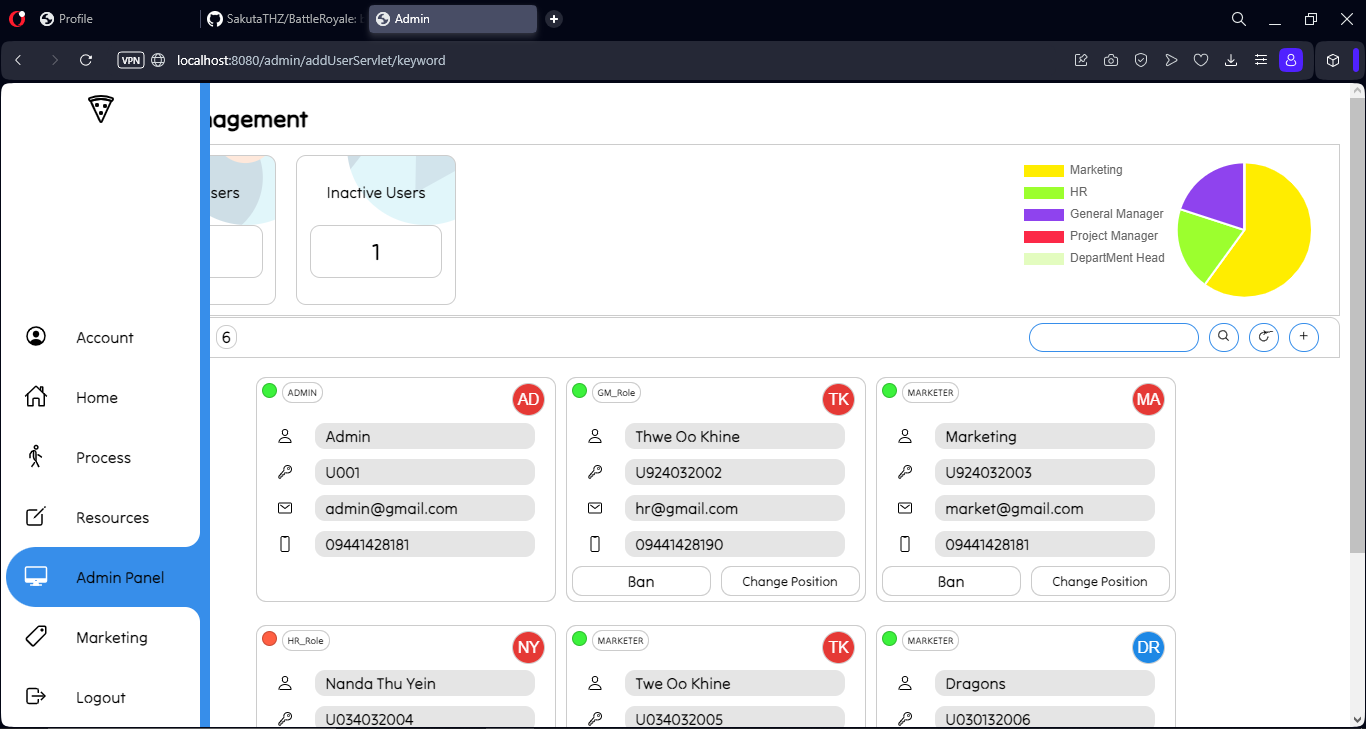 Profile
SakutaTHZ/BattleRoyale:
Admin
VPN
localhost:8080/admin/addUserServlet/keyword
nagement
sers
Inactive Users
1
Marketing
HR
General Manager
Project Manager
DepartMent Head
6
Account
Home
Process
Resources
Admin Panel
Marketing
Logout
ADMIN
AD
Admin
U001
admin@gmail.com
09441428181
GM_Role
TK
Thwe Oo Khine
U924032002
hr@gmail.com
09441428190
Ban
Change Position
MARKETER
MA
Marketing
U924032003
market@gmail.com
09441428181
Ban
Change Position
HR_Role
NY
Nanda Thu Yein
U034032004
MARKETER
TK
Twe Oo Khine
U034032005
MARKETER
DR
Dragons
U030132006